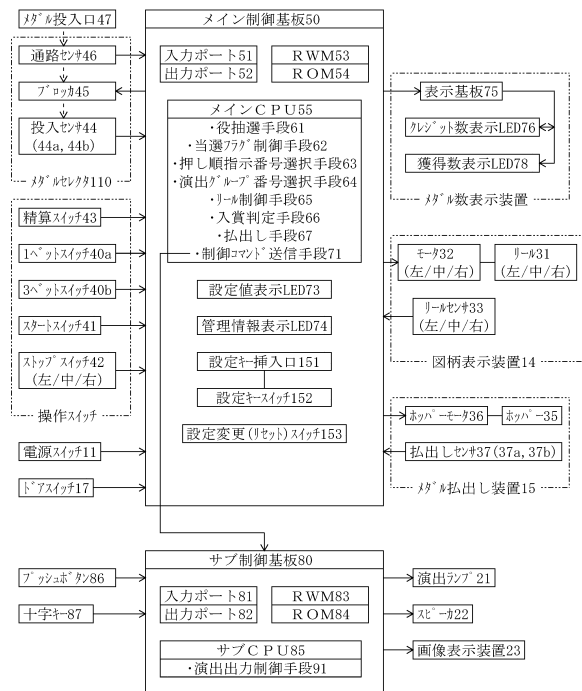 メダル投入口47
通路センサ46
ブロッカ45
投入センサ44
(44a, 44b)
メダルセレクタ110
精算スイッチ43
1ベットスイッチ40a
3ベットスイッチ40b
スタートスイッチ41
ストップスイッチ42
(左/中/右)
操作スイッチ
電源スイッチ11
ドアスイッチ17
メイン制御基板50
入力ポート51
出力ポート52
RWM53
ROM54
メインCPU55
・役抽選手段61
・当選フラグ制御手段62
・押し順指示番号選択手段63
・演出グループ番号選択手段64
・リール制御手段65
・入賞判定手段66
・払出し手段67
・制御コマンド送信手段71
設定値表示LED73
管理情報表示LED74
設定キー挿入口151
設定キースイッチ152
設定変更(リセット)スイッチ153
表示基板75
クレジット数表示LED76
獲得数表示LED78
メダル数表示装置
モータ32
(左/中/右)
リール31
(左/中/右)
リールセンサ33
(左/中/右)
図柄表示装置14
ホッパーモータ36
ホッパー35
払出しセンサ37(37a, 37b)
メダル払出し装置15
プッシュボタン86
十字キー87
サブ制御基板80
入力ポート81
出力ポート82
RWM83
ROM84
サブCPU85
・演出出力制御手段91
演出ランプ21
スピーカ22
画像表示装置23